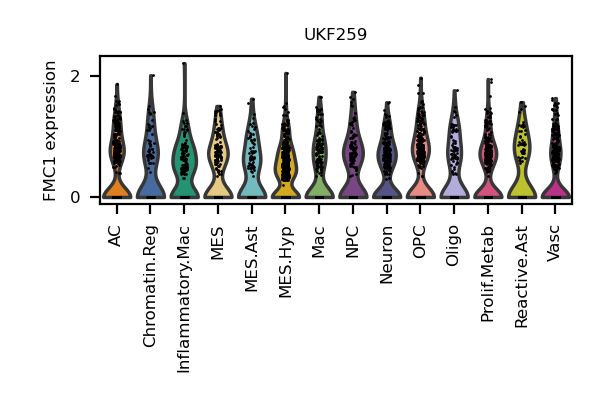 UKF259
FMC1 expression
2
0
AC
Chromatin.Reg
Inflammatory.Mac
MES
MES.Ast
MES.Hyp
Mac
NPC
Neuron
OPC
Oligo
Prolif.Metab
Reactive.Ast
Vasc